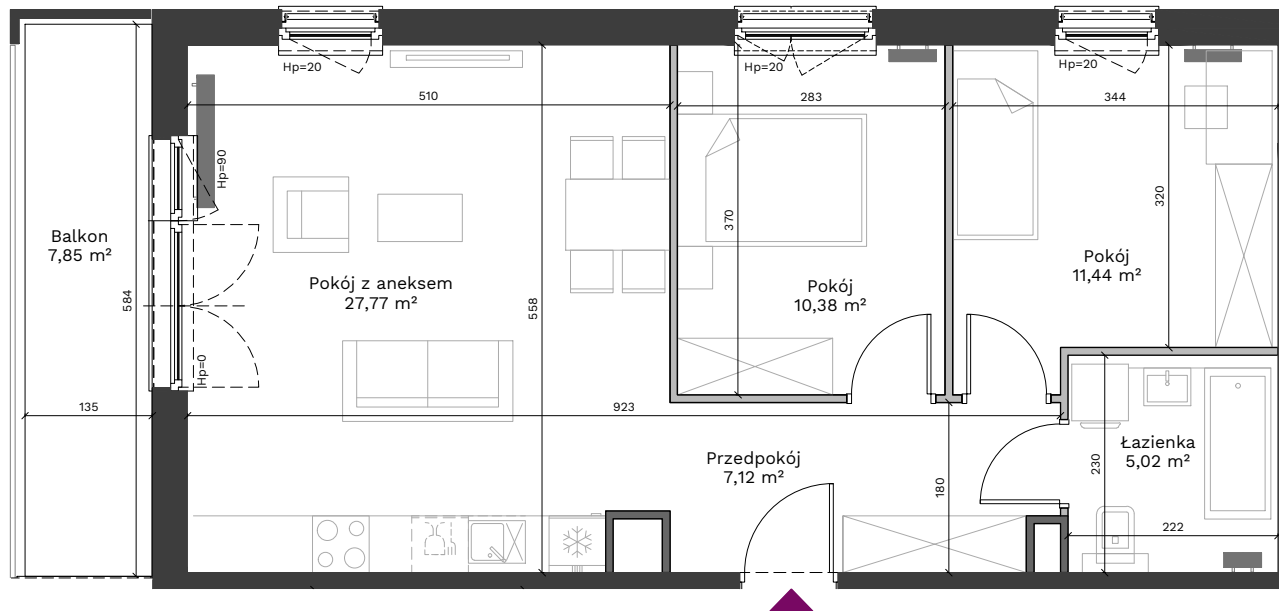 Hp=20
Hp=20
Hp=20
510
283
344
Hp=90
370
320
Balkon
7,85 m²
584
Pokój z aneksem
27,77 m²
558
Pokój
10,38 m²
Pokój
11,44 m²
Hp=0
135
923
Przedpokój
7,12 m²
180
230
Łazienka
5,02 m²
222